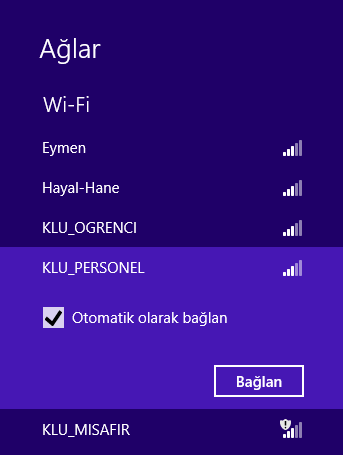 Ağlar
Wi-Fi
Eymen
Hayal-Hane
KLU_OGRENCI
KLU_PERSONEL
Otomatik olarak bağlan
Bağlan
KLU_MISAFIR